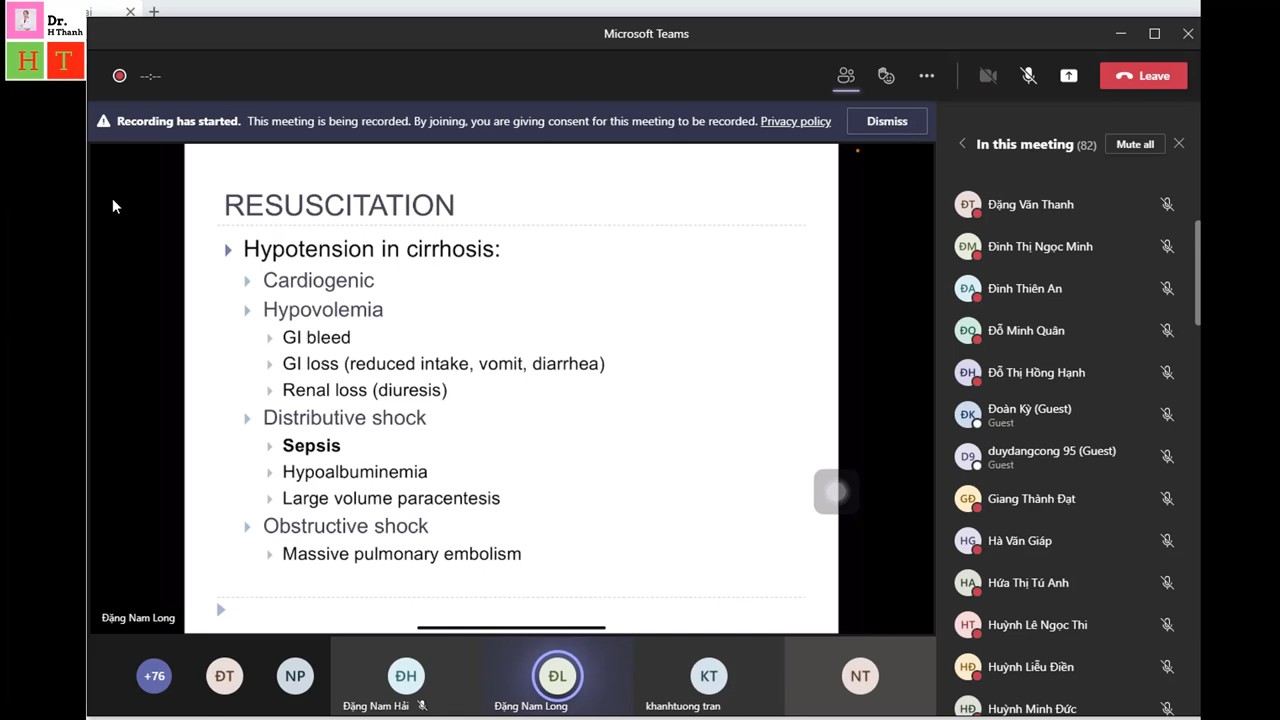 Dr.
H Thanh
H T
ai
Microsoft Teams
--:--
Leave
Recording has started. This meeting is being recorded. By joining, you are giving consent for this meeting to be recorded. Privacy policy
Dismiss
In this meeting (82)
Mute all
RESUSCITATION
Hypotension in cirrhosis:
Cardiogenic
Hypovolemia
GI bleed
GI loss (reduced intake, vomit, diarrhea)
Renal loss (diuresis)
Distributive shock
Sepsis
Hypoalbuminemia
Large volume paracentesis
Obstructive shock
Massive pulmonary embolism
Đặng Nam Long
ĐT Đặng Văn Thanh
ĐM Đinh Thị Ngọc Minh
ĐA Đinh Thiên An
ĐQ Đỗ Minh Quân
ĐH Đỗ Thị Hồng Hạnh
ĐK Đoàn Kỳ (Guest)
Guest
D9 duydangcong 95 (Guest)
Guest
GĐ Giang Thành Đạt
HG Hà Văn Giáp
HA Hứa Thị Tú Anh
HT Huỳnh Lê Ngọc Thi
HĐ Huỳnh Liễu Điền
HĐ Huỳnh Minh Đức
+76
ĐT
NP
ĐH
Đặng Nam Hải
ĐL
Đặng Nam Long
KT
khanhtuong tran
NT